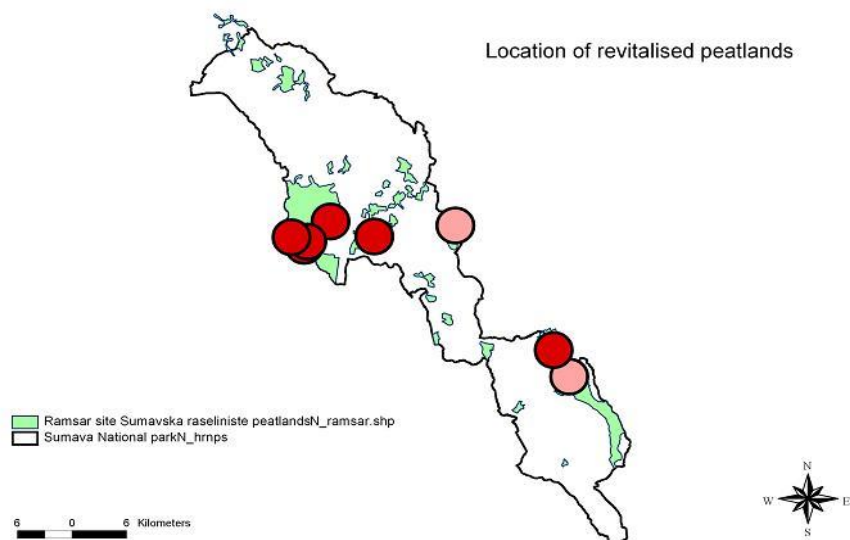 Location of revitalised peatlands
Ramsar site Sumavska raseliniste peatlandsN_ramsar.shp
Sumava National parkN_hrnps
6 0 6 Kilometers
N
W E
S